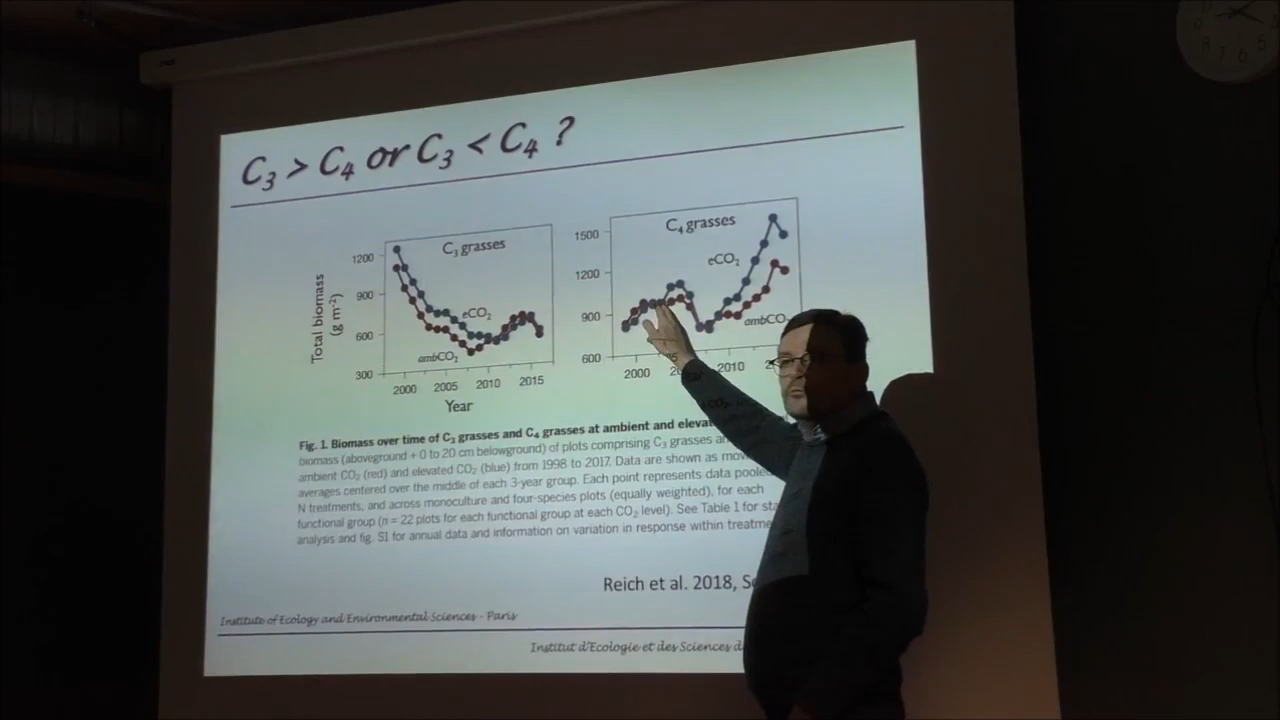 C₃ > C₄ or C₃ < C₄ ?
Total biomass
(g m⁻²)
1200
900
600
300
C₃ grasses
eCO₂
ambCO₂
2000 2005 2010 2015
Year
1500
1200
900
600
C₄ grasses
eCO₂
ambCO
2000 2010
Fig. 1. Biomass over time of C₃ grasses and C₄ grasses at ambient and
biomass (aboveground + 0 to 20 cm belowground) of plots comprising C₃ grasses
ambient CO₂ (red) and elevated CO₂ (blue) from 1998 to 2017. Data are shown as
averages centered over the middle of each 3-year group. Each point represents data
N treatments, and across monoculture and four-species plots (equally weighted), for each
functional group (n = 22 plots for each functional group at each CO₂ level). See Table 1 for
analysis and fig. S1 for annual data and information on variation in response within
Reich et al. 2018,
Institute of Ecology and Environmental Sciences - Paris
Institut d'Ecologie et des Sciences
8 7 6 5